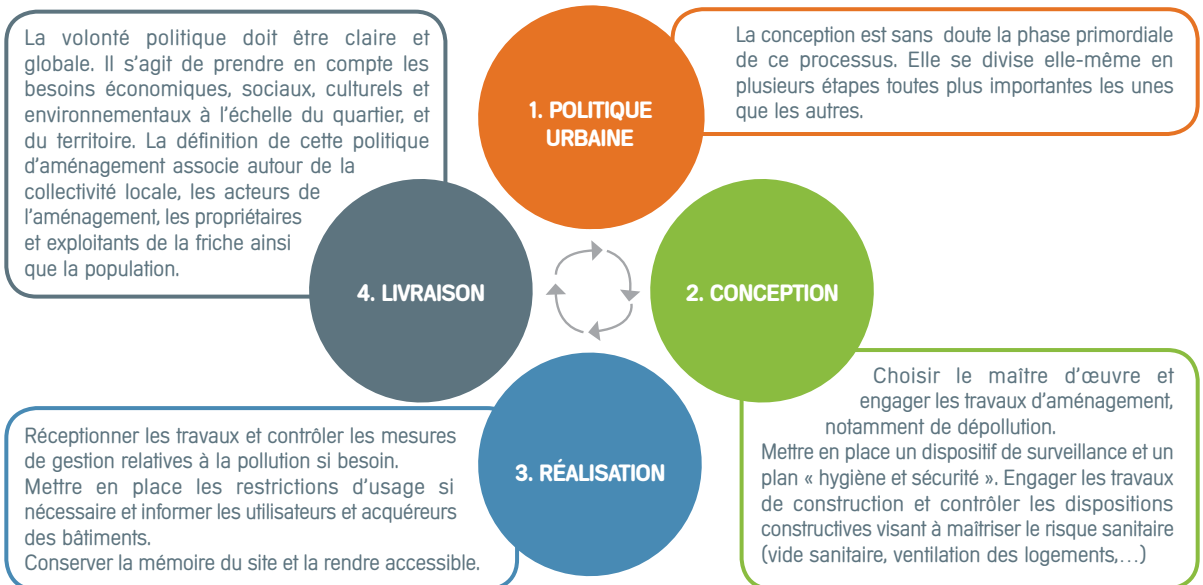 La volonté politique doit être claire et
globale. Il s’agit de prendre en compte les
besoins économiques, sociaux, culturels et
environnementaux à l’échelle du quartier, et
du territoire. La définition de cette politique
d’aménagement associe autour de la
collectivité locale, les acteurs de
l’aménagement, les propriétaires
et exploitants de la friche ainsi
que la population.
1. POLITIQUE
URBAINE
La conception est sans doute la phase primordiale
de ce processus. Elle se divise elle-même en
plusieurs étapes toutes plus importantes les unes
que les autres.
4. LIVRAISON
2. CONCEPTION
Réceptionner les travaux et contrôler les mesures
de gestion relatives à la pollution si besoin.
Mettre en place les restrictions d’usage si
nécessaire et informer les utilisateurs et acquéreurs
des bâtiments.
Conserver la mémoire du site et la rendre accessible.
3. RÉALISATION
Choisir le maître d’œuvre et
engager les travaux d’aménagement,
notamment de dépollution.
Mettre en place un dispositif de surveillance et un
plan « hygiène et sécurité ». Engager les travaux
de construction et contrôler les dispositions
constructives visant à maîtriser le risque sanitaire
(vide sanitaire, ventilation des logements,…)